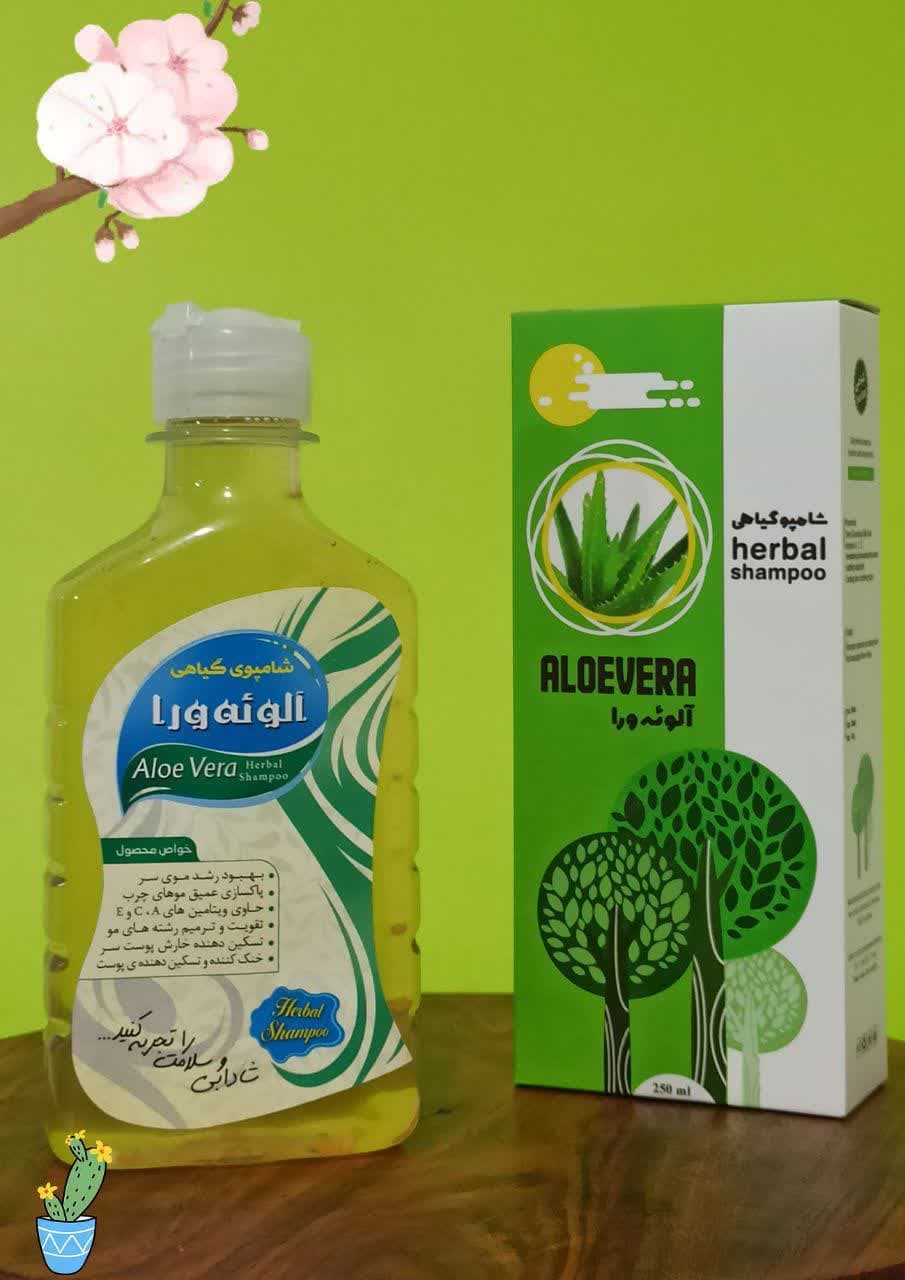 شامپوی گیاهی
آلوئه ورا
Aloe Vera Herbal
Shampoo
خواص محصول
• بهبود رشد موی سر
• پاکسازی عمیق موهای چرب
• حاوی ویتامین های C ، A و E
• تقویت و ترمیم رشته های مو
• تسکین دهنده خارش پوست سر
• خنک کننده و تسکین دهنده ی پوست
Herbal
Shampoo
شادابی و سلامت را تجربه کنید...
شامپو گیاهی
herbal
shampoo
ALOEVERA
آلوئه ورا
250 ml